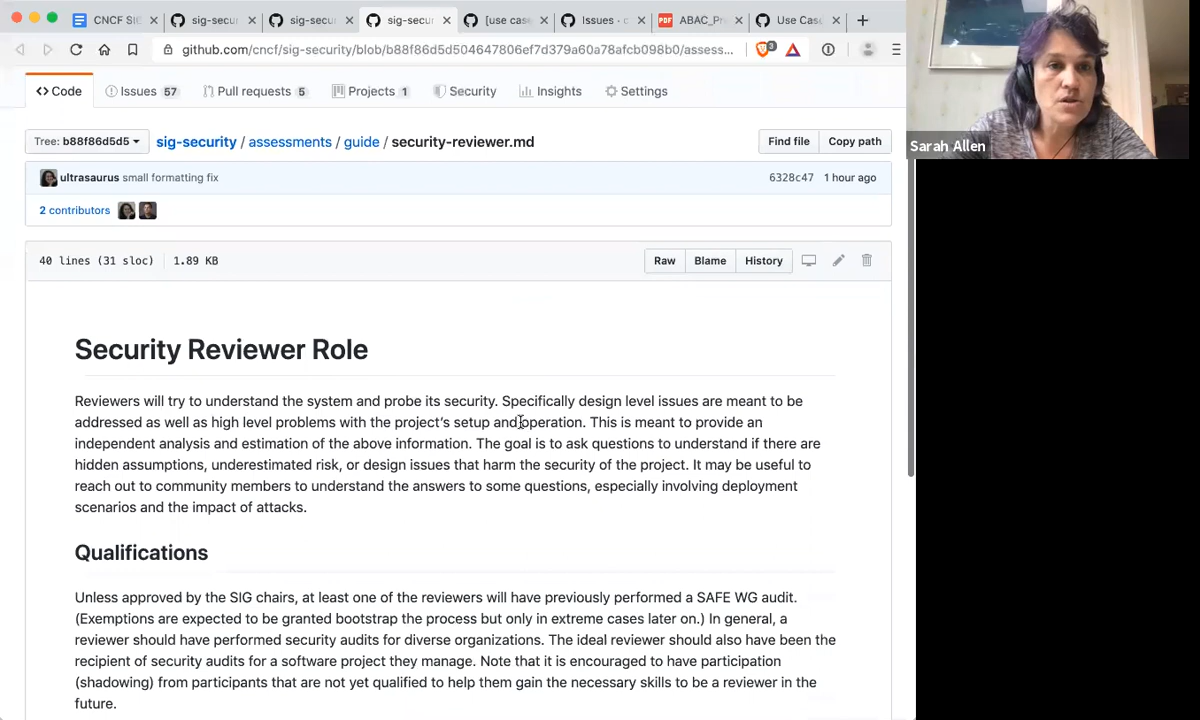 CNCF SIG
sig-secur
sig-secur
sig-secur
[use cas
Issues · c
PDF
ABAC_Pr
Use Cas
github.com/cncf/sig-security/blob/b88f86d5d504647806ef7d379a60a78afcb098b0/assess...
3
Code
Issues 57
Pull requests 5
Projects 1
Security
Insights
Settings
Sarah Allen
Tree: b88f86d5d5
sig-security / assessments / guide / security-reviewer.md
Find file
Copy path
ultrasaurus small formatting fix
6328c47 1 hour ago
2 contributors
40 lines (31 sloc) 1.89 KB
Raw
Blame
History
Security Reviewer Role
Reviewers will try to understand the system and probe its security. Specifically design level issues are meant to be
addressed as well as high level problems with the project's setup and operation. This is meant to provide an
independent analysis and estimation of the above information. The goal is to ask questions to understand if there are
hidden assumptions, underestimated risk, or design issues that harm the security of the project. It may be useful to
reach out to community members to understand the answers to some questions, especially involving deployment
scenarios and the impact of attacks.
Qualifications
Unless approved by the SIG chairs, at least one of the reviewers will have previously performed a SAFE WG audit.
(Exemptions are expected to be granted bootstrap the process but only in extreme cases later on.) In general, a
reviewer should have performed security audits for diverse organizations. The ideal reviewer should also have been the
recipient of security audits for a software project they manage. Note that it is encouraged to have participation
(shadowing) from participants that are not yet qualified to help them gain the necessary skills to be a reviewer in the
future.